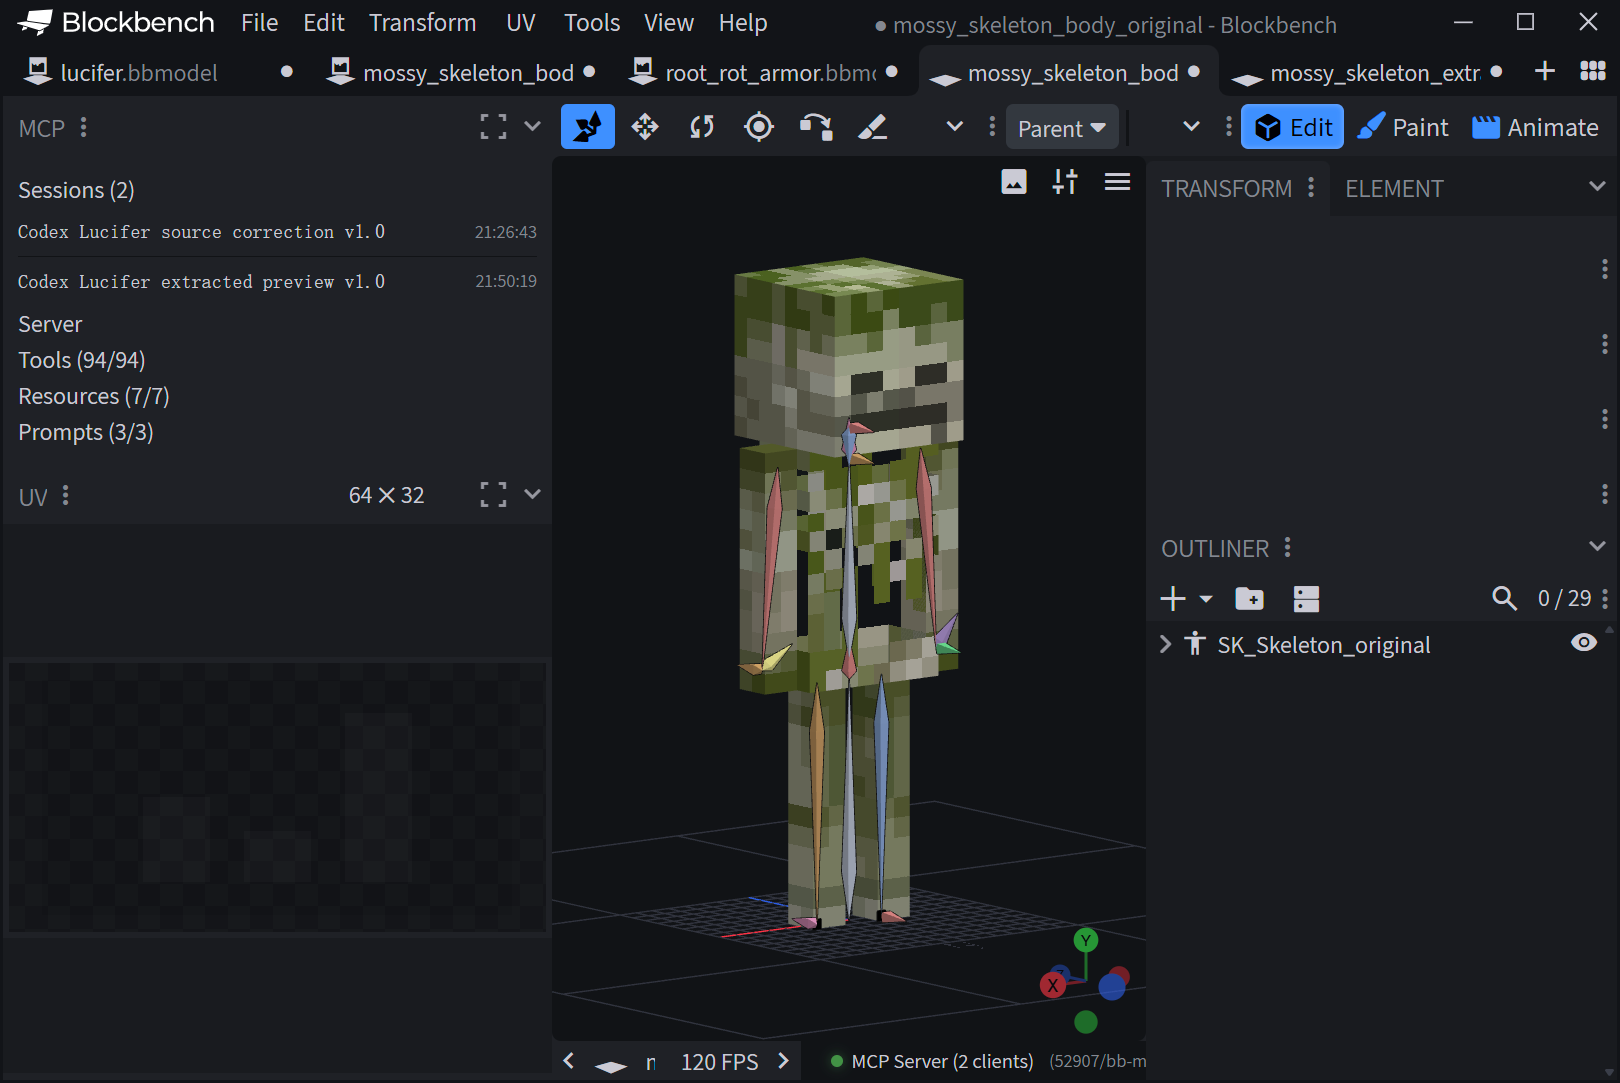 Blockbench File Edit Transform UV Tools View Help mossy_skeleton_body_original - Blockbench
lucifer.bbmodel mossy_skeleton_bod root_rot_armor.bbmo mossy_skeleton_bod mossy_skeleton_extr
MCP
Parent
Edit Paint Animate
Sessions (2)
Codex Lucifer source correction v1.0 21:26:43
Codex Lucifer extracted preview v1.0 21:50:19
Server
Tools (94/94)
Resources (7/7)
Prompts (3/3)
UV 64 × 32
TRANSFORM ELEMENT
OUTLINER
0 / 29
SK_Skeleton_original
Y
X
120 FPS MCP Server (2 clients) (52907/bb-m